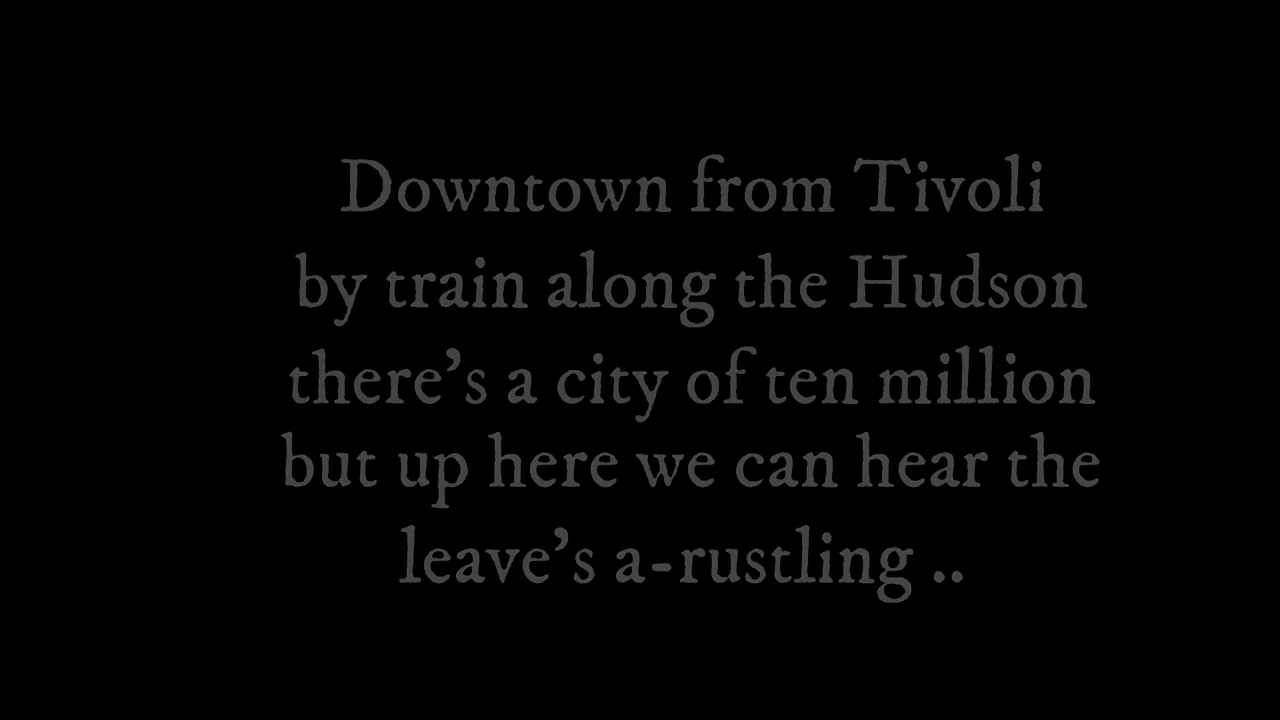 Downtown from Tivoli
by train along the Hudson
there’s a city of ten million
but up here we can hear the
leave’s a-rustling ..